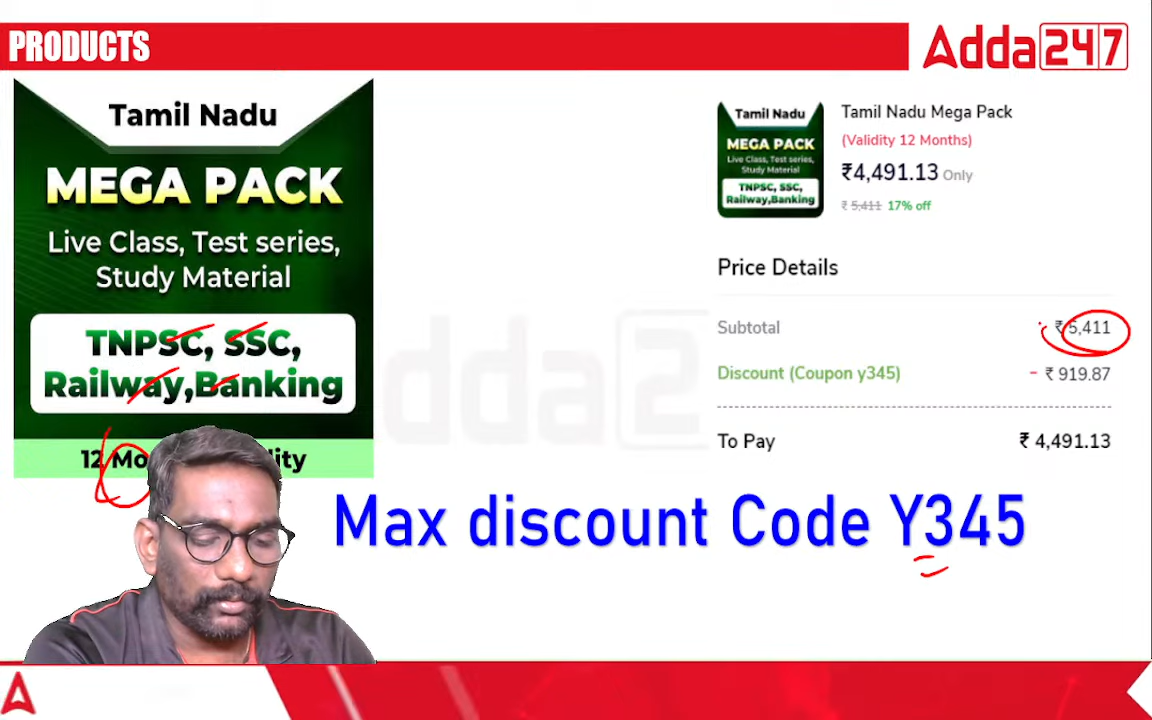 PRODUCTS
Adda247
Tamil Nadu
MEGA PACK
Live Class, Test series,
Study Material
TNPSC, SSC,
Railway,Banking
12
Tamil Nadu
MEGA PACK
Live Class, Test series,
Study Material
TNPSC, SSC,
Railway,Banking
Tamil Nadu Mega Pack
(Validity 12 Months)
₹4,491.13 Only
₹ 5,411 17% off
Price Details
Subtotal ₹ 5,411
Discount (Coupon y345) - ₹ 919.87
To Pay ₹ 4,491.13
Max discount Code Y345